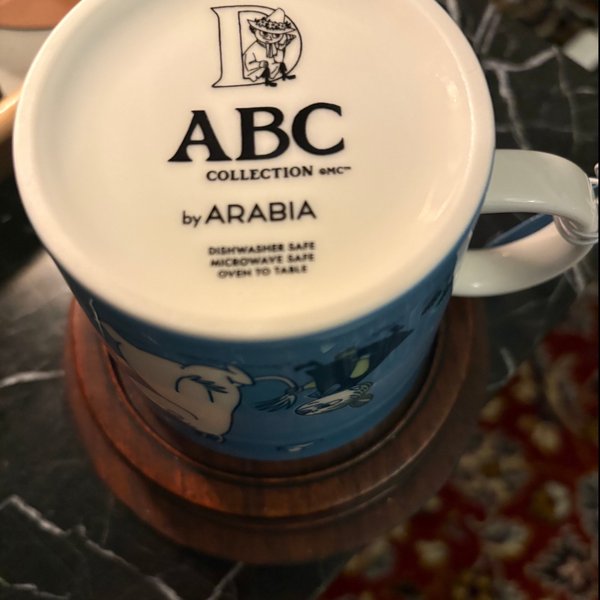 D
ABC
COLLECTION ©MC™
by ARABIA
DISHWASHER SAFE
MICROWAVE SAFE
OVEN TO TABLE